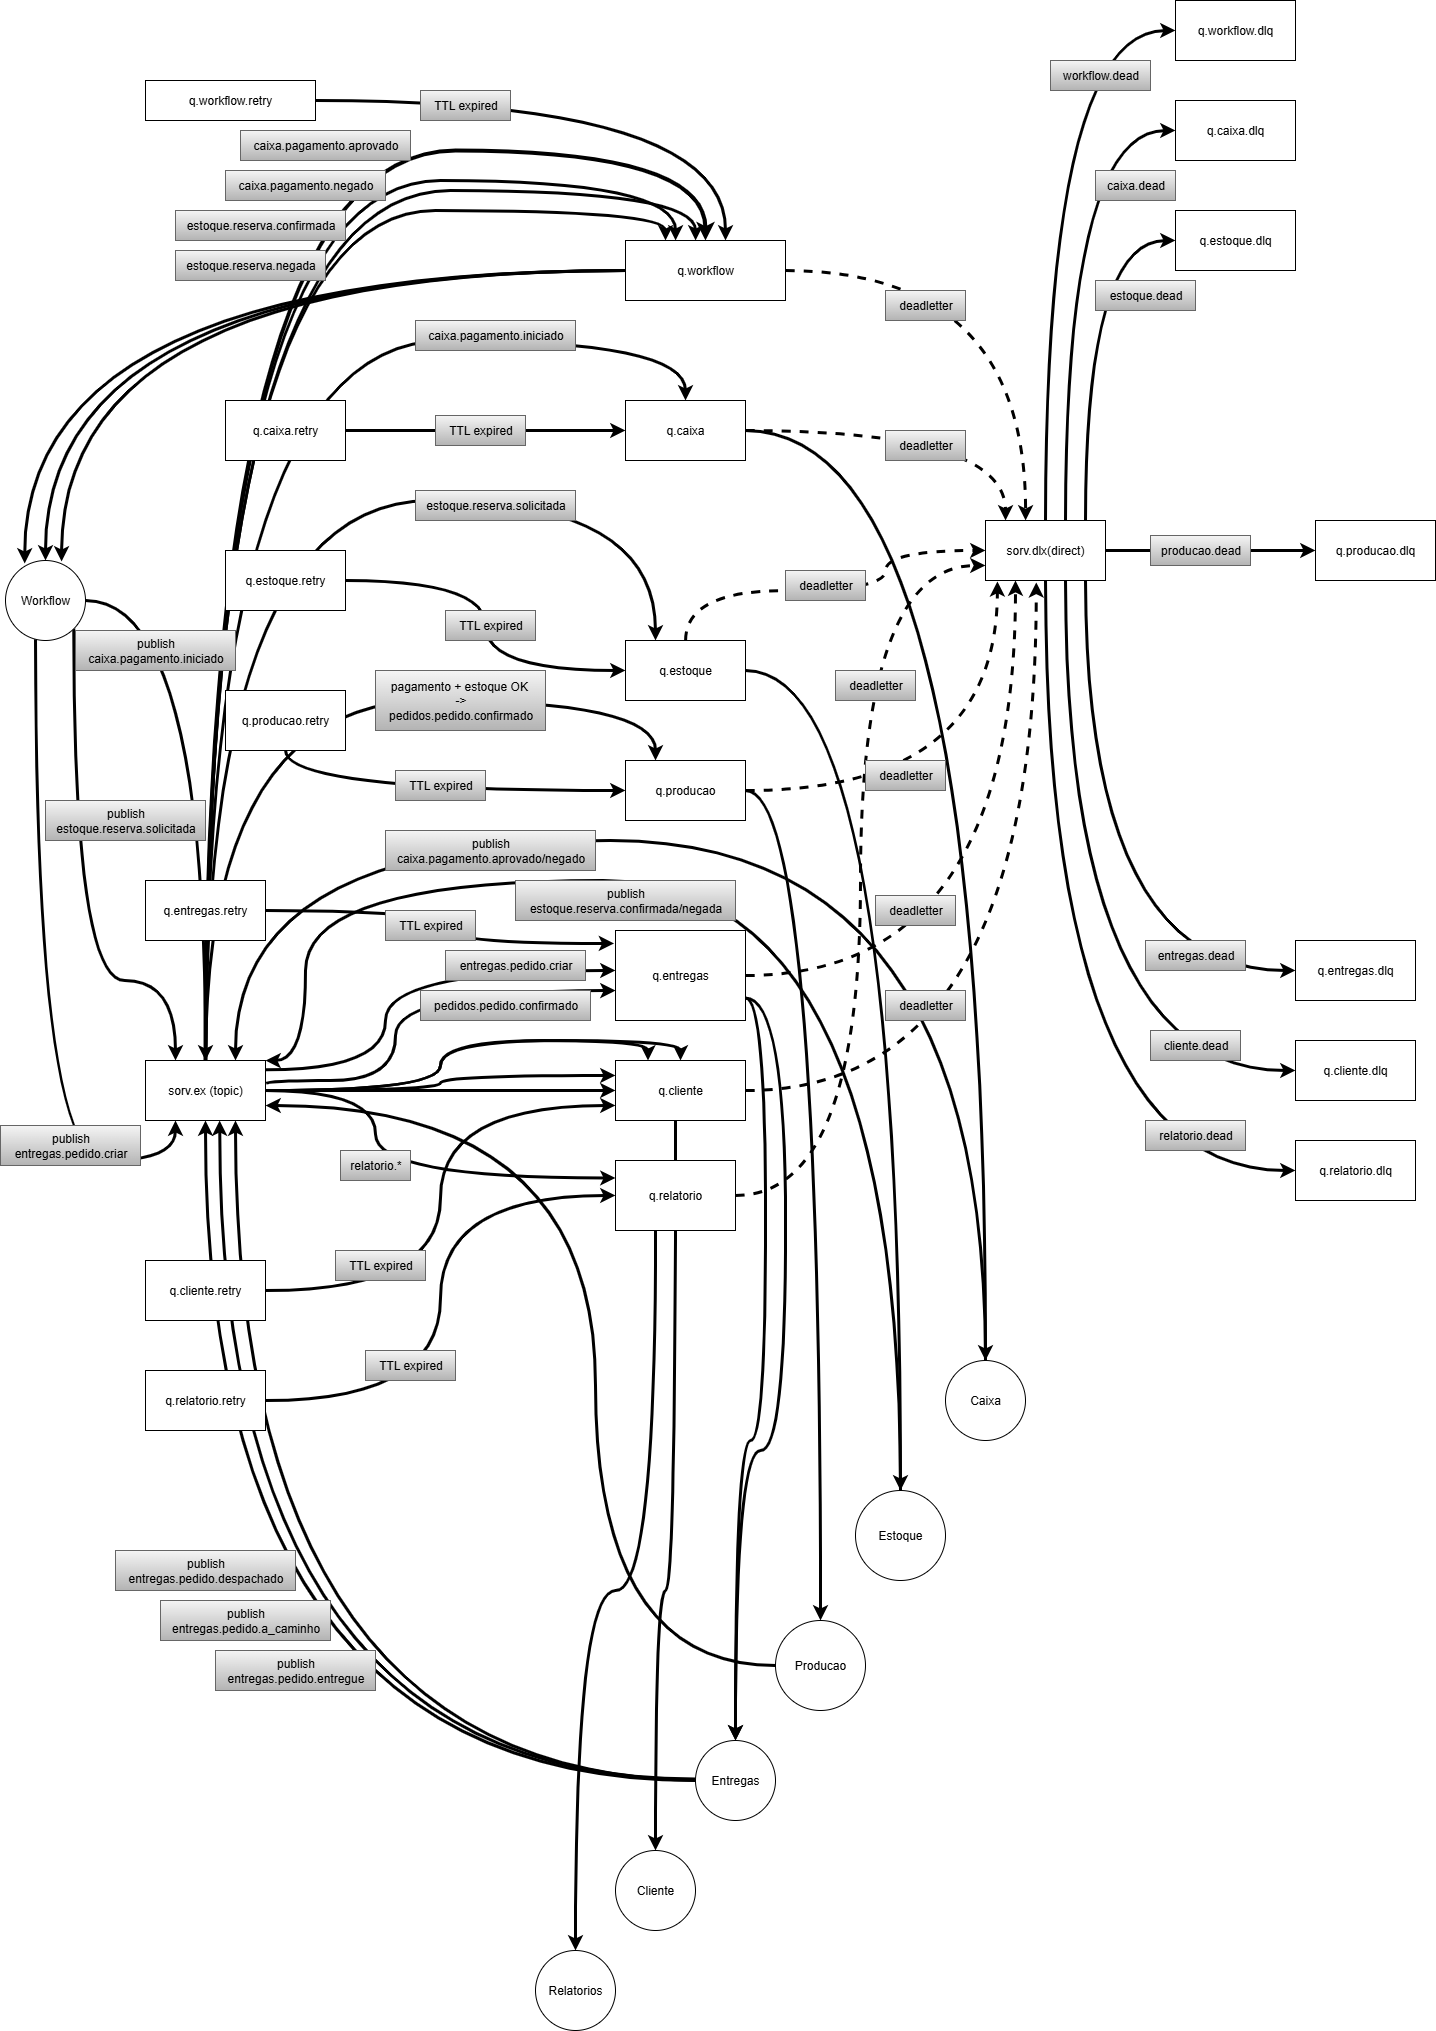 q.workflow.dlq
workflow.dead
q.workflow.retry
TTL expired
q.caixa.dlq
caixa.pagamento.aprovado
caixa.pagamento.negado
caixa.dead
estoque.reserva.confirmada
q.estoque.dlq
estoque.reserva.negada
q.workflow
estoque.dead
deadletter
caixa.pagamento.iniciado
q.caixa.retry
TTL expired
q.caixa
deadletter
estoque.reserva.solicitada
sorv.dlx(direct)
producao.dead
q.producao.dlq
q.estoque.retry
deadletter
Workflow
TTL expired
publish
caixa.pagamento.iniciado
q.estoque
pagamento + estoque OK
->
pedidos.pedido.confirmado
deadletter
q.producao.retry
TTL expired
q.producao
deadletter
publish
estoque.reserva.solicitada
publish
caixa.pagamento.aprovado/negado
publish
estoque.reserva.confirmada/negada
q.entregas.retry
TTL expired
deadletter
entregas.pedido.criar
q.entregas
entregas.dead
q.entregas.dlq
pedidos.pedido.confirmado
deadletter
cliente.dead
q.cliente.dlq
sorv.ex (topic)
q.cliente
publish
entregas.pedido.criar
relatorio.*
relatorio.dead
q.relatorio.dlq
q.relatorio
TTL expired
q.cliente.retry
TTL expired
q.relatorio.retry
Caixa
Estoque
publish
entregas.pedido.despachado
publish
entregas.pedido.a_caminho
publish
entregas.pedido.entregue
Producao
Entregas
Cliente
Relatorios